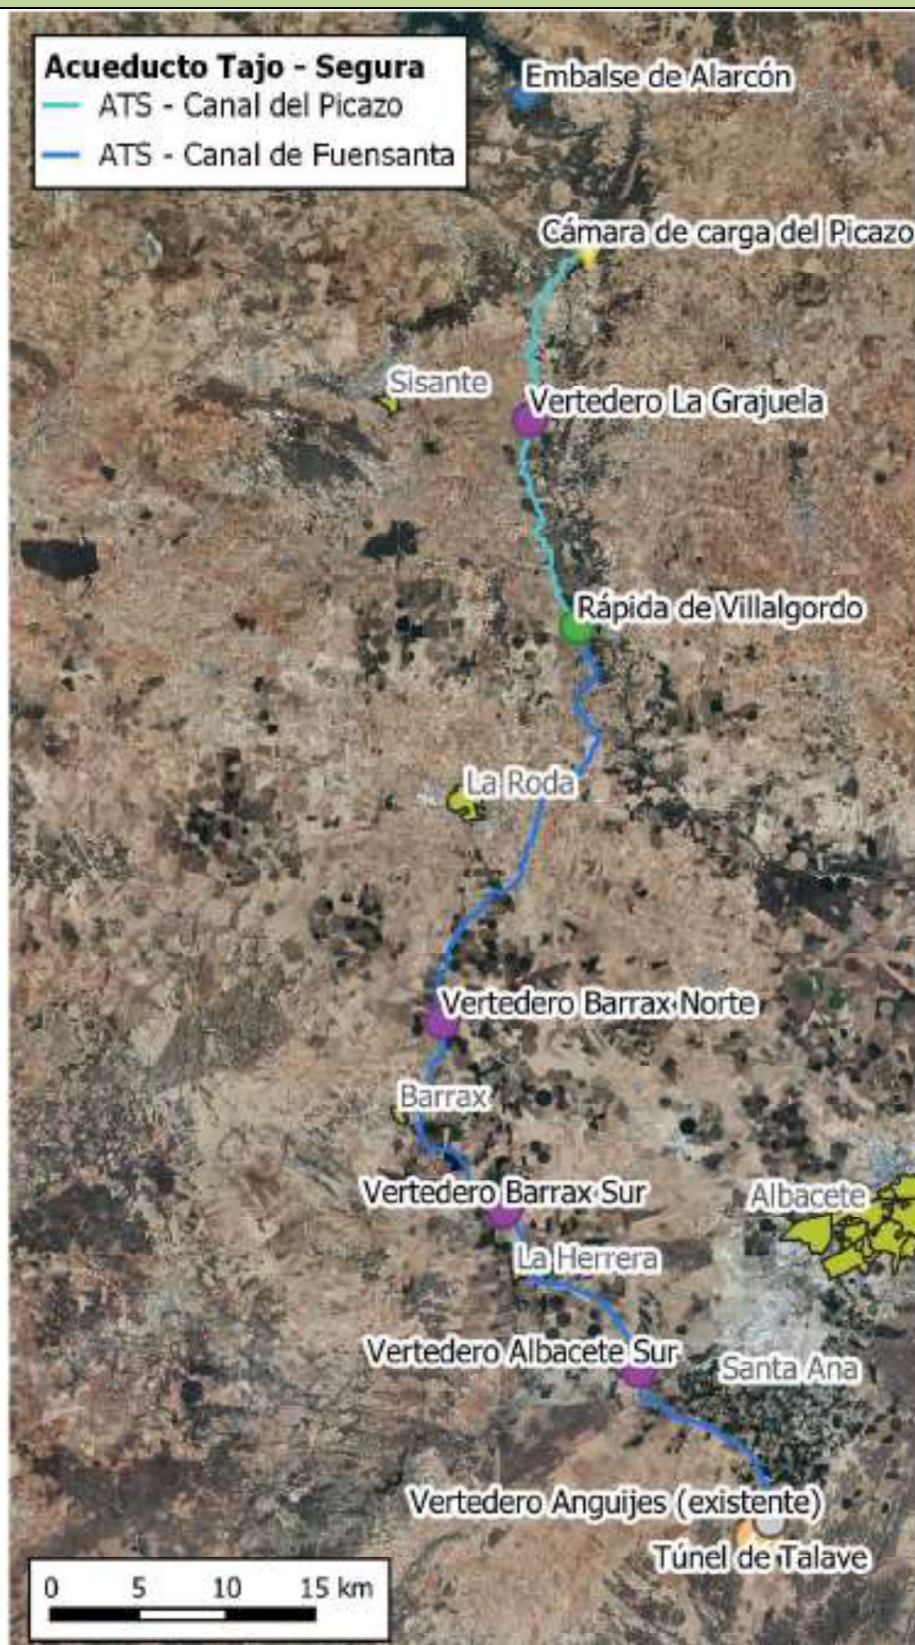 Acueducto Tajo - Segura
ATS - Canal del Picazo
ATS - Canal de Fuensanta
Embalse de Alarcón
Cámara de carga del Picazo
Sisante
Vertedero La Grajuela
Rápida de Villalgordo
La Roda
Vertedero Barrax Norte
Barrax
Vertedero Barrax Sur
Albacete
La Herrera
Vertedero Albacete Sur
Santa Ana
Vertedero Anguijes (existente)
Túnel de Talave
0 5 10 15 km